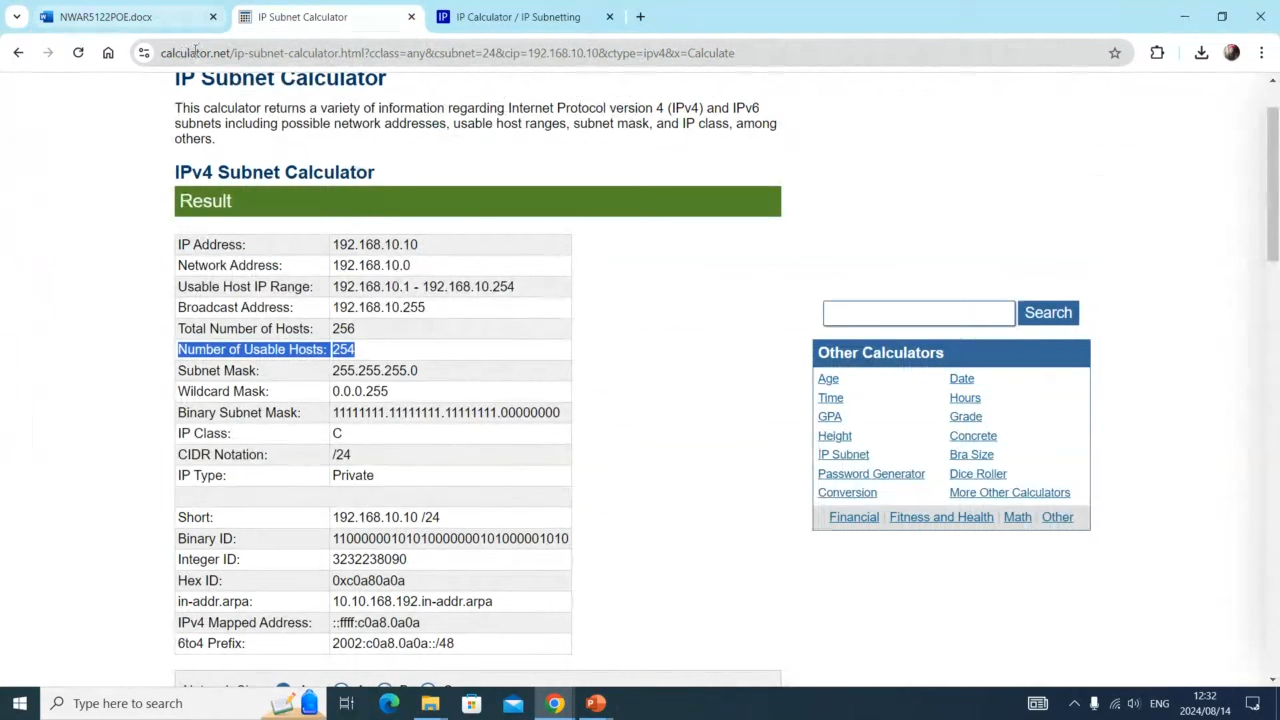 NWAR5122POE.docx
IP Subnet Calculator
IP Calculator / IP Subnetting
calculator.net/ip-subnet-calculator.html?cclass=any&csubnet=24&cip=192.168.10.10&ctype=ipv4&x=Calculate
IP Subnet Calculator
This calculator returns a variety of information regarding Internet Protocol version 4 (IPv4) and IPv6
subnets including possible network addresses, usable host ranges, subnet mask, and IP class, among
others.
IPv4 Subnet Calculator
Result
IP Address: 192.168.10.10
Network Address: 192.168.10.0
Usable Host IP Range: 192.168.10.1 - 192.168.10.254
Broadcast Address: 192.168.10.255
Total Number of Hosts: 256
Number of Usable Hosts: 254
Subnet Mask: 255.255.255.0
Wildcard Mask: 0.0.0.255
Binary Subnet Mask: 11111111.11111111.11111111.00000000
IP Class: C
CIDR Notation: /24
IP Type: Private
Short: 192.168.10.10 /24
Binary ID: 11000000101010000000101000001010
Integer ID: 3232238090
Hex ID: 0xc0a80a0a
in-addr.arpa: 10.10.168.192.in-addr.arpa
IPv4 Mapped Address: ::ffff:c0a8.0a0a
6to4 Prefix: 2002:c0a8.0a0a::/48
Search
Other Calculators
Age Date
Time Hours
GPA Grade
Height Concrete
IP Subnet Bra Size
Password Generator Dice Roller
Conversion More Other Calculators
Financial | Fitness and Health | Math | Other
Type here to search
ENG
12:32
2024/08/14